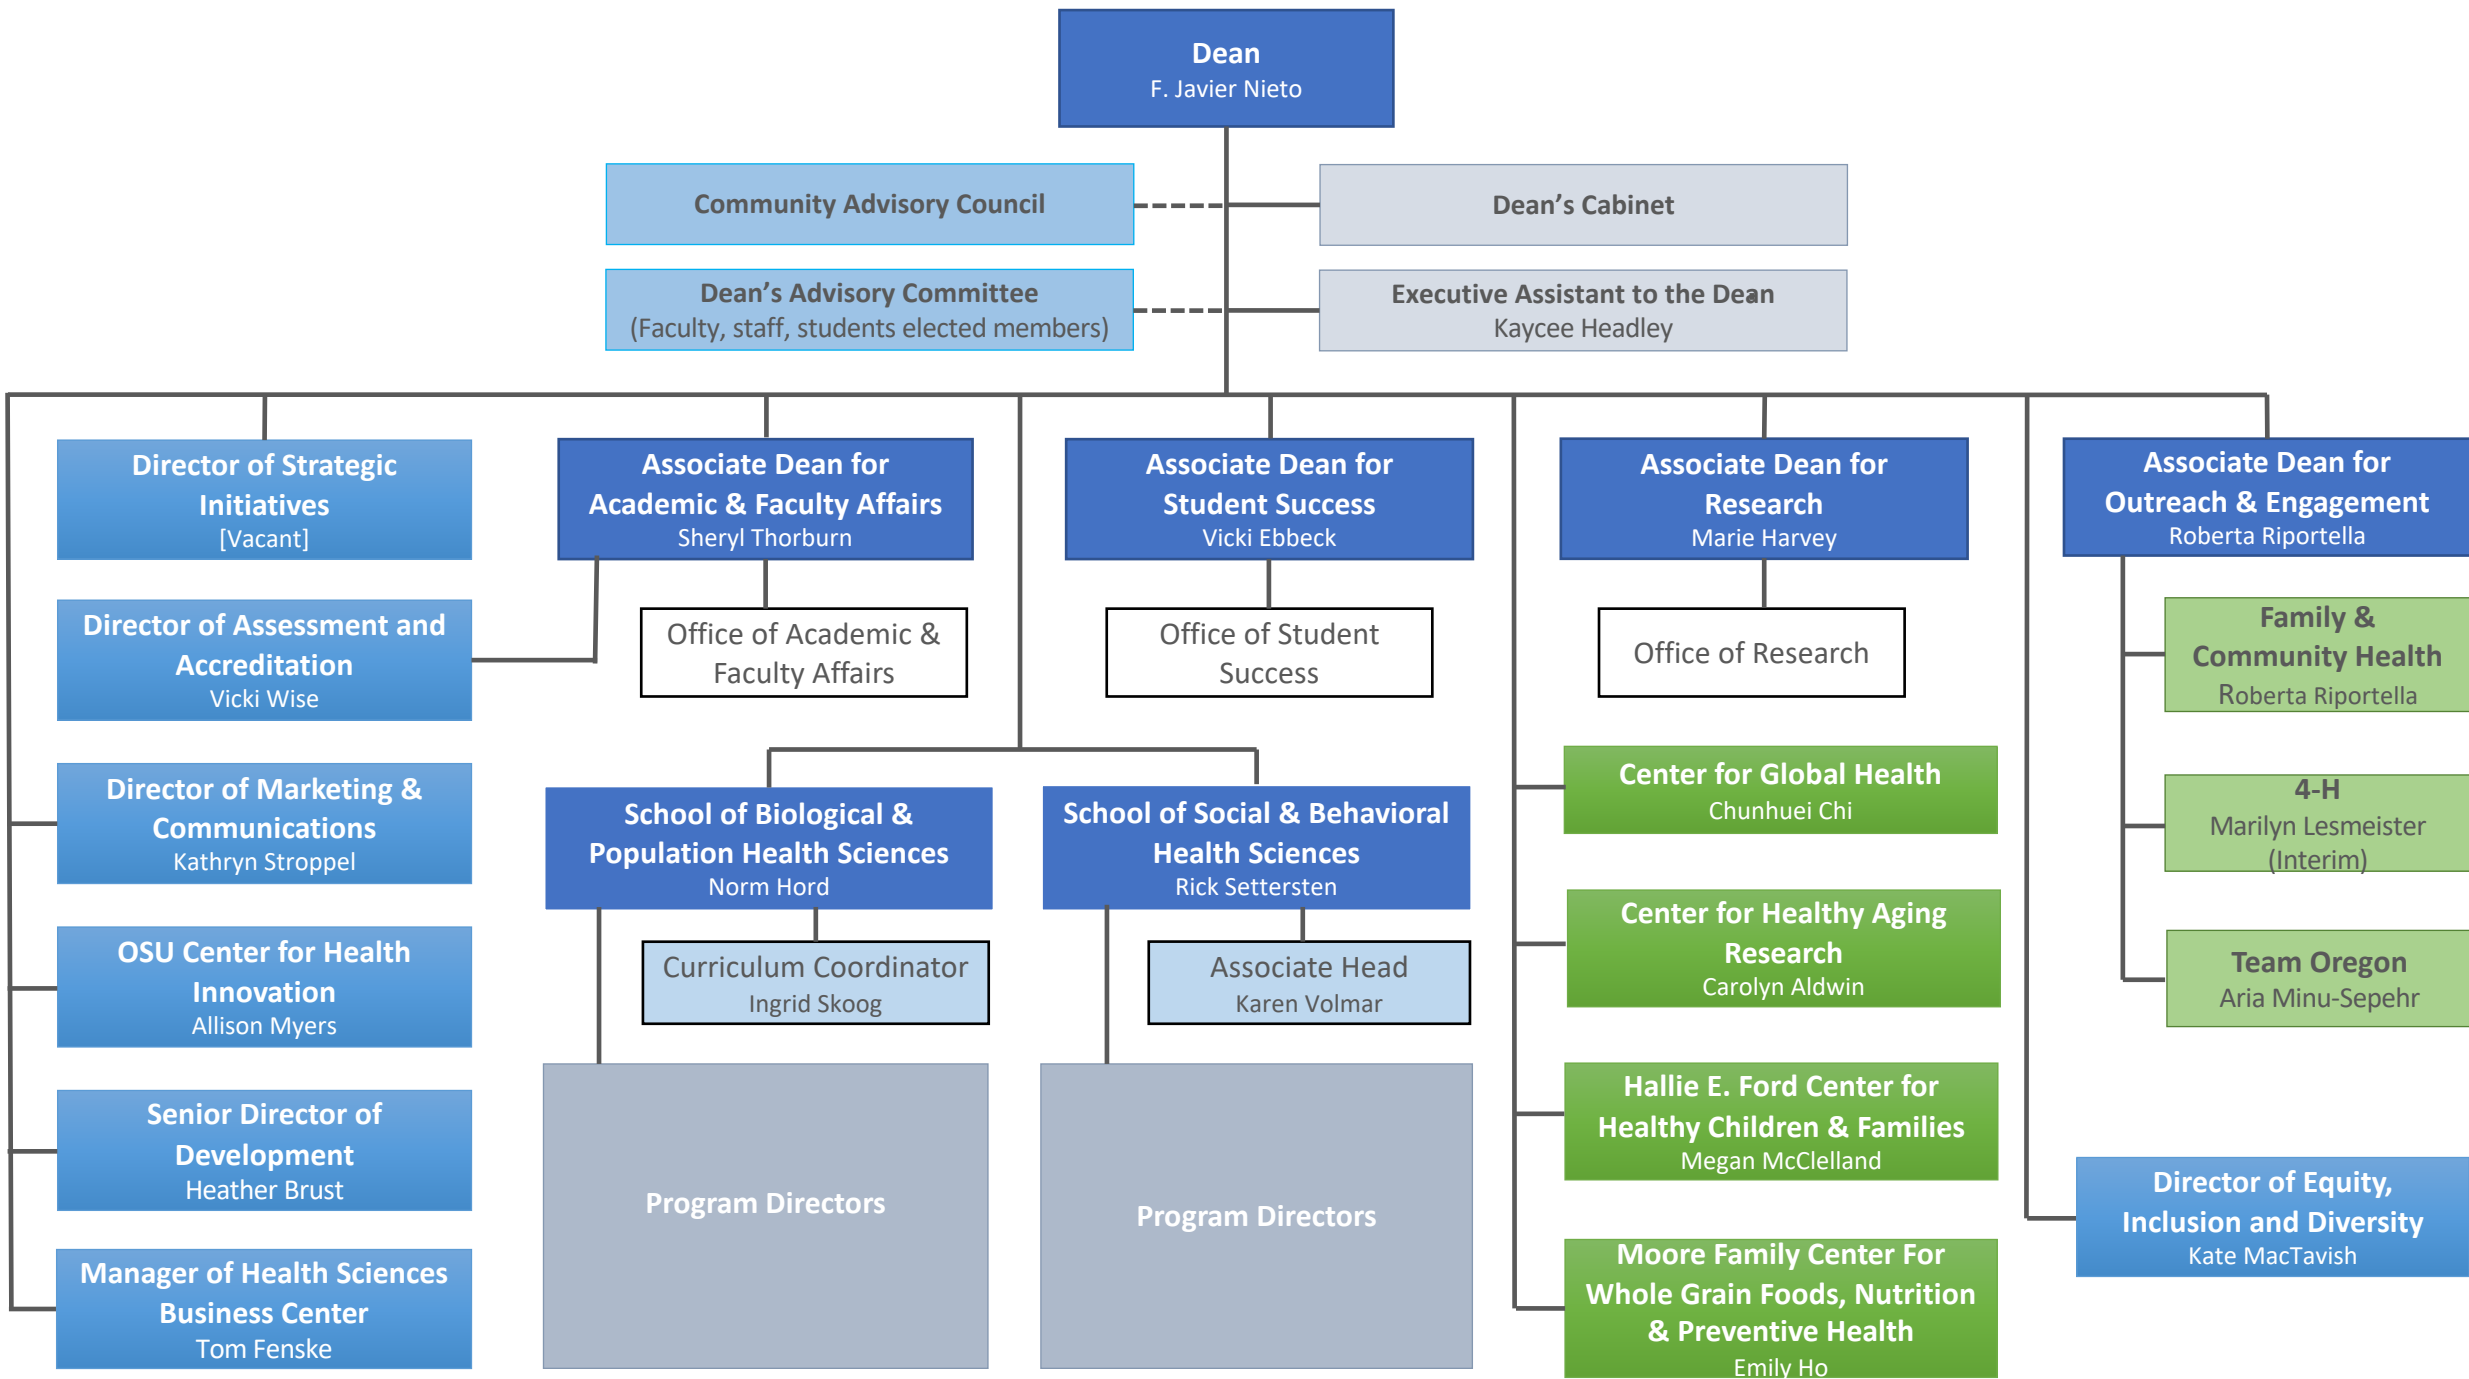 Dean
F. Javier Nieto
Community Advisory Council
Dean’s Cabinet
Dean’s Advisory Committee
(Faculty, staff, students elected members)
Executive Assistant to the Dean
Kaycee Headley
Director of Strategic
Initiatives
[Vacant]
Associate Dean for
Academic & Faculty Affairs
Sheryl Thorburn
Associate Dean for
Student Success
Vicki Ebbeck
Associate Dean for
Research
Marie Harvey
Associate Dean for
Outreach & Engagement
Roberta Riportella
Director of Assessment and
Accreditation
Vicki Wise
Office of Academic &
Faculty Affairs
Office of Student
Success
Office of Research
Family &
Community Health
Roberta Riportella
Director of Marketing &
Communications
Kathryn Stroppel
School of Biological &
Population Health Sciences
Norm Hord
School of Social & Behavioral
Health Sciences
Rick Settersten
Center for Global Health
Chunhuei Chi
4-H
Marilyn Lesmeister
(Interim)
OSU Center for Health
Innovation
Allison Myers
Curriculum Coordinator
Ingrid Skoog
Associate Head
Karen Volmar
Center for Healthy Aging
Research
Carolyn Aldwin
Team Oregon
Aria Minu-Sepehr
Senior Director of
Development
Heather Brust
Program Directors
Program Directors
Hallie E. Ford Center for
Healthy Children & Families
Megan McClelland
Director of Equity,
Inclusion and Diversity
Kate MacTavish
Manager of Health Sciences
Business Center
Tom Fenske
Moore Family Center For
Whole Grain Foods, Nutrition
& Preventive Health
Emily Ho